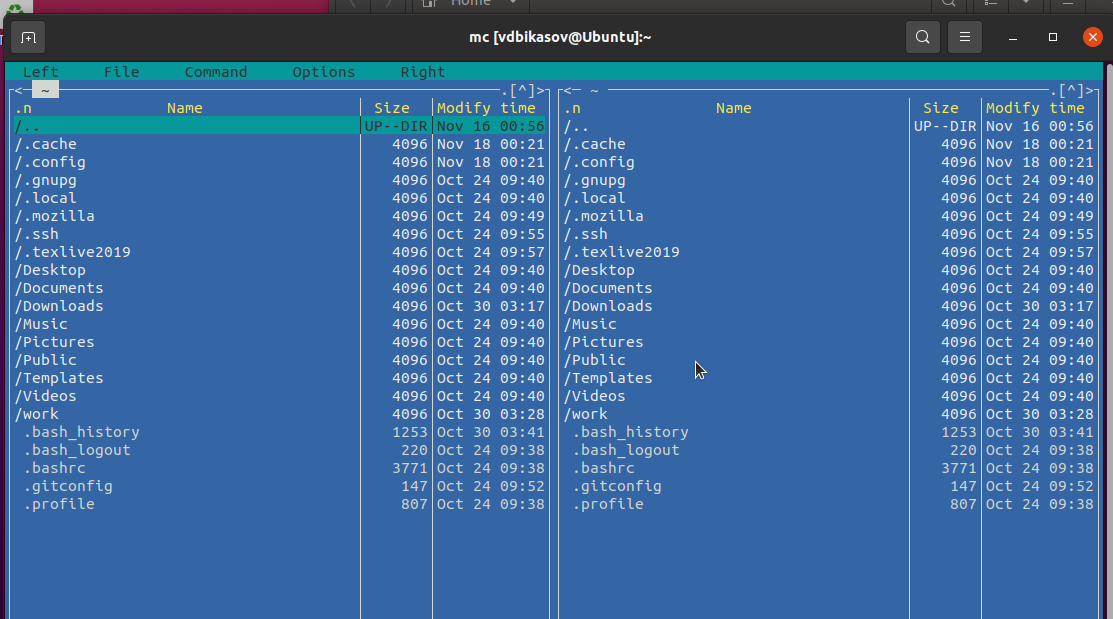 Home
mc [vdbikasov@Ubuntu]:~
Left File Command Options Right
<─ ~ ─.[^]>
.n Name Size Modify time
/.. UP--DIR Nov 16 00:56
/.cache 4096 Nov 18 00:21
/.config 4096 Nov 18 00:21
/.gnupg 4096 Oct 24 09:40
/.local 4096 Oct 24 09:40
/.mozilla 4096 Oct 24 09:49
/.ssh 4096 Oct 24 09:55
/.texlive2019 4096 Oct 24 09:57
/Desktop 4096 Oct 24 09:40
/Documents 4096 Oct 24 09:40
/Downloads 4096 Oct 30 03:17
/Music 4096 Oct 24 09:40
/Pictures 4096 Oct 24 09:40
/Public 4096 Oct 24 09:40
/Templates 4096 Oct 24 09:40
/Videos 4096 Oct 24 09:40
/work 4096 Oct 30 03:28
.bash_history 1253 Oct 30 03:41
.bash_logout 220 Oct 24 09:38
.bashrc 3771 Oct 24 09:38
.gitconfig 147 Oct 24 09:52
.profile 807 Oct 24 09:38
<─ ~ ─.[^]>
.n Name Size Modify time
/.. UP--DIR Nov 16 00:56
/.cache 4096 Nov 18 00:21
/.config 4096 Nov 18 00:21
/.gnupg 4096 Oct 24 09:40
/.local 4096 Oct 24 09:40
/.mozilla 4096 Oct 24 09:49
/.ssh 4096 Oct 24 09:55
/.texlive2019 4096 Oct 24 09:57
/Desktop 4096 Oct 24 09:40
/Documents 4096 Oct 24 09:40
/Downloads 4096 Oct 30 03:17
/Music 4096 Oct 24 09:40
/Pictures 4096 Oct 24 09:40
/Public 4096 Oct 24 09:40
/Templates 4096 Oct 24 09:40
/Videos 4096 Oct 24 09:40
/work 4096 Oct 30 03:28
.bash_history 1253 Oct 30 03:41
.bash_logout 220 Oct 24 09:38
.bashrc 3771 Oct 24 09:38
.gitconfig 147 Oct 24 09:52
.profile 807 Oct 24 09:38